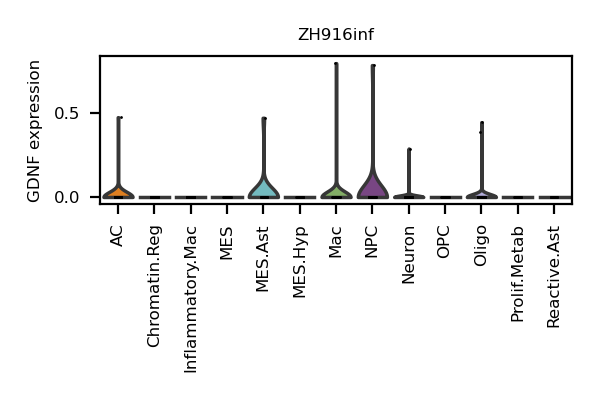 ZH916inf
GDNF expression
0.5
0.0
AC
Chromatin.Reg
Inflammatory.Mac
MES
MES.Ast
MES.Hyp
Mac
NPC
Neuron
OPC
Oligo
Prolif.Metab
Reactive.Ast